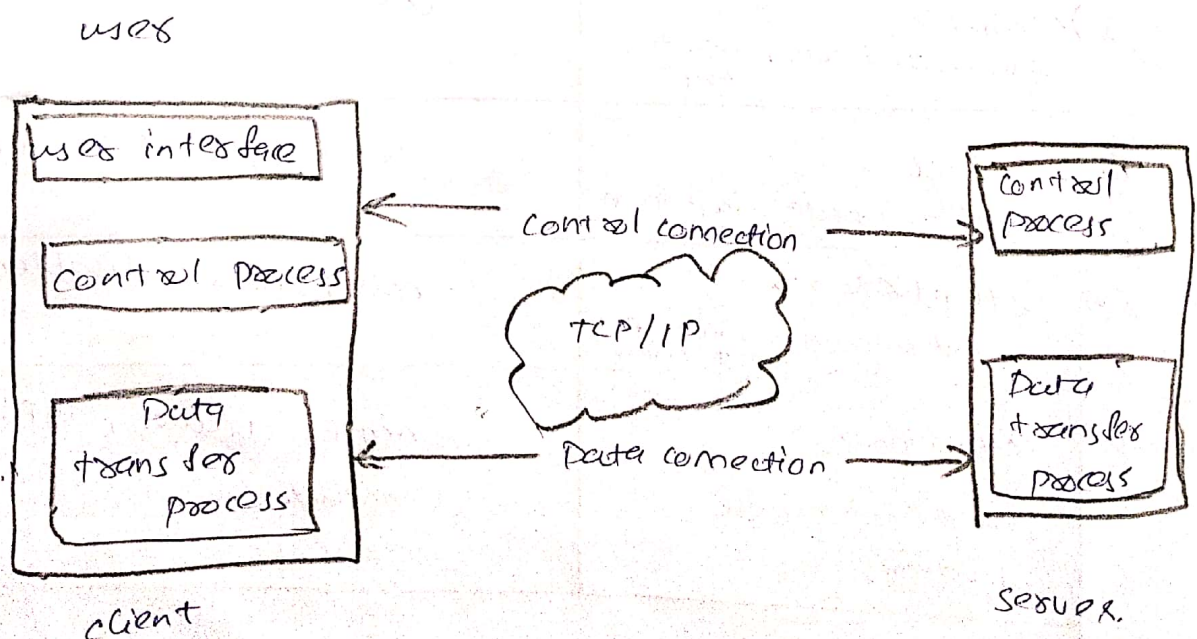 user
user interface
control process
Data
transfer
process
client
control connection
TCP/IP
Data connection
control
process
Data
transfer
process
server.